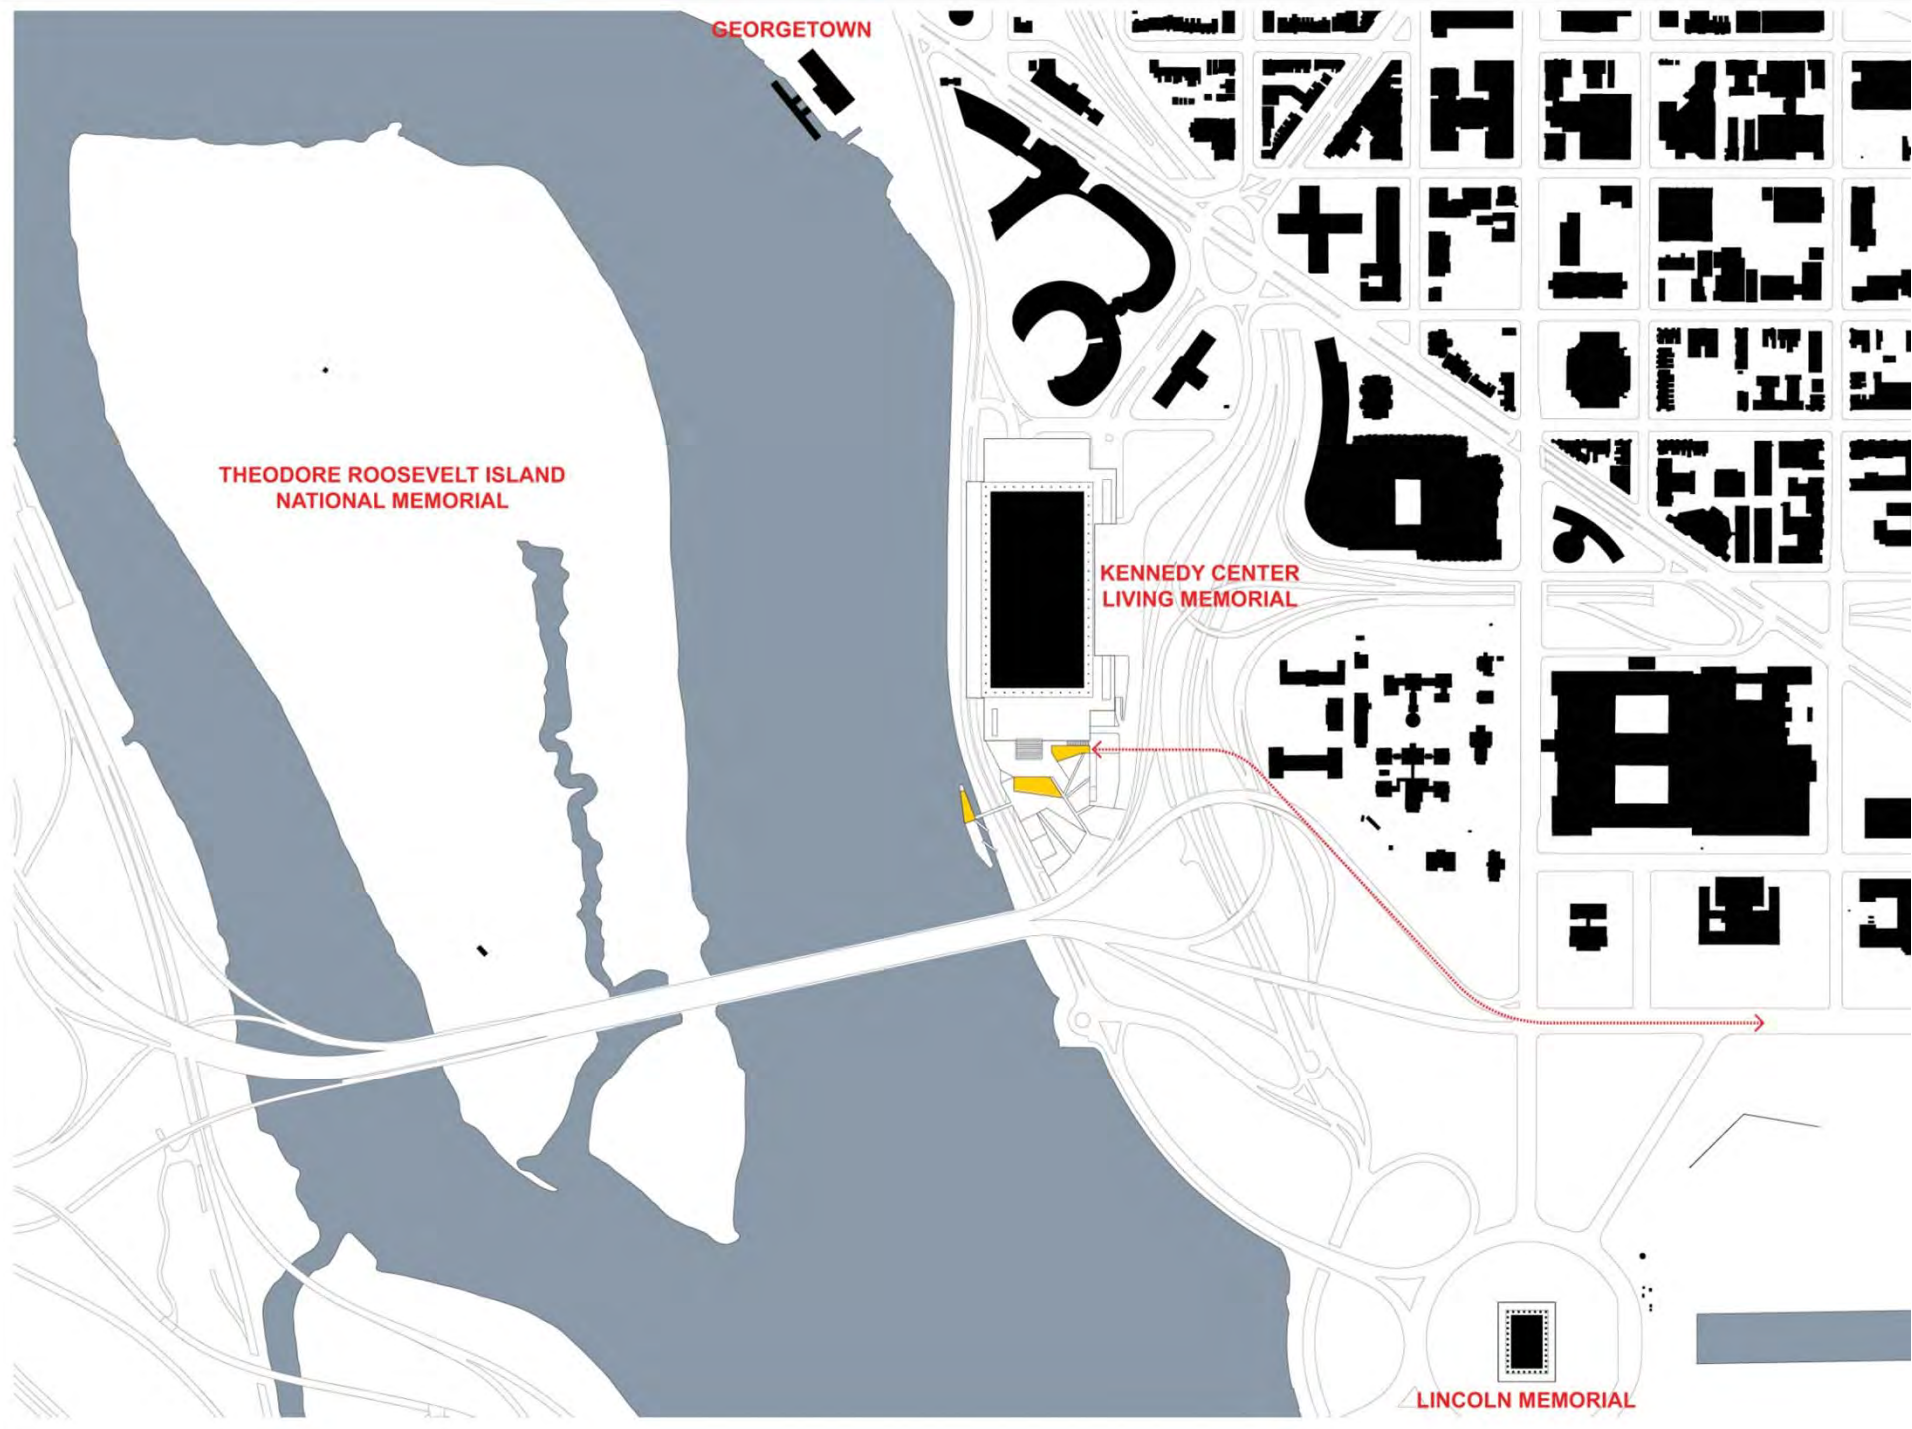 GEORGETOWN
THEODORE ROOSEVELT ISLAND
NATIONAL MEMORIAL
KENNEDY CENTER
LIVING MEMORIAL
LINCOLN MEMORIAL